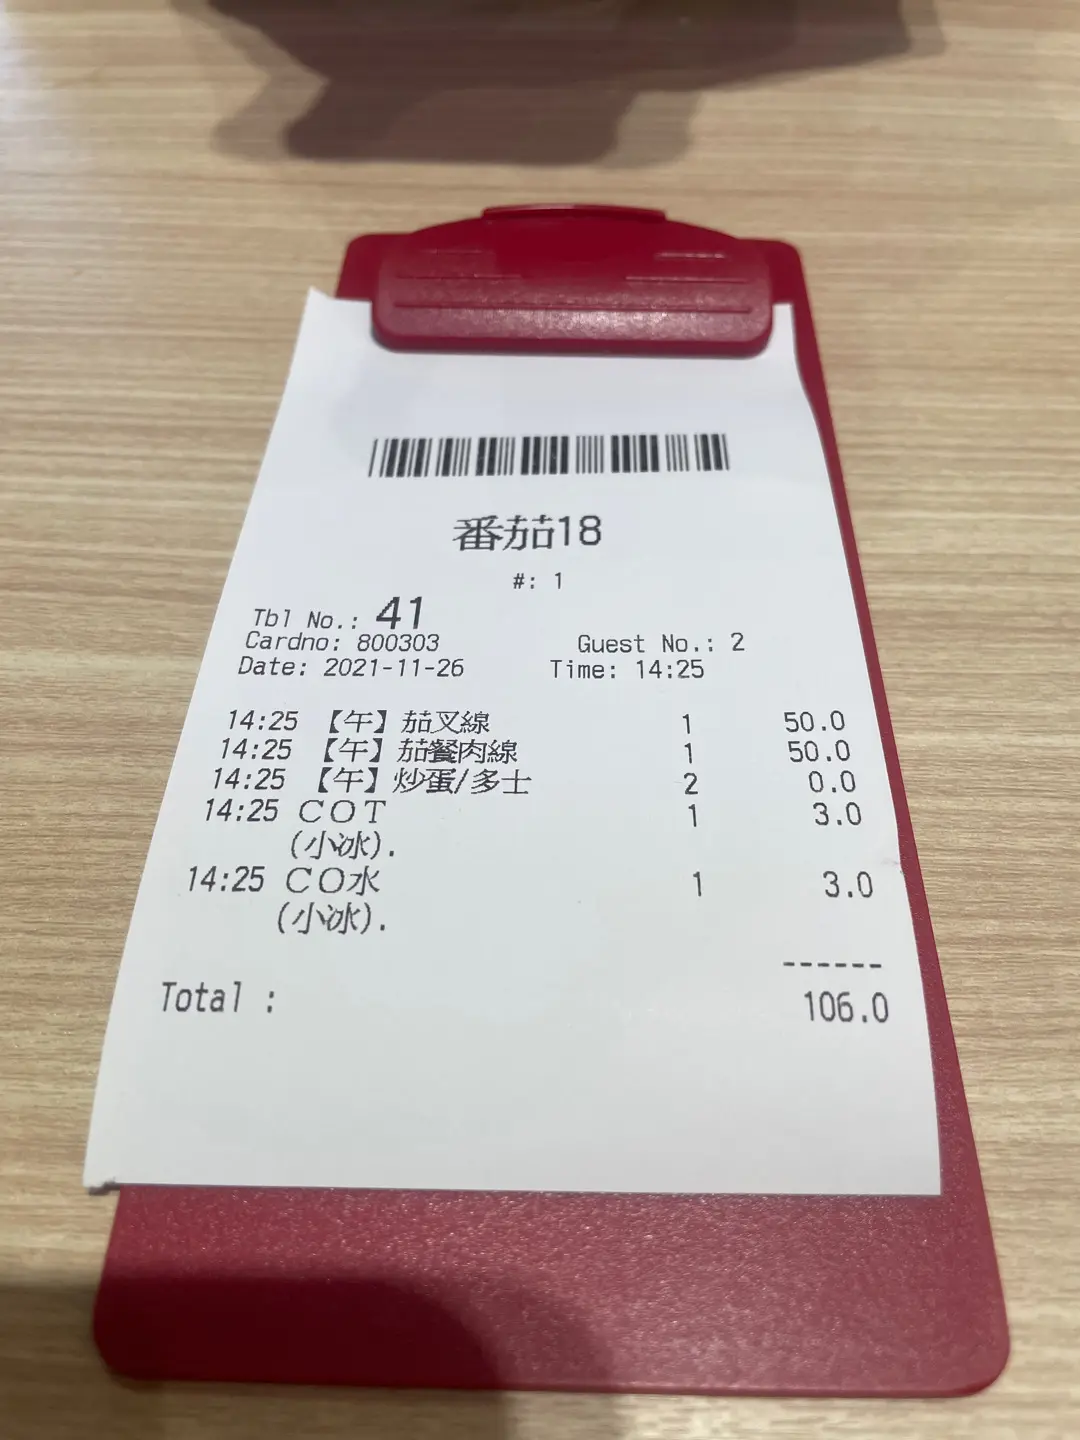 番茄18
#: 1
Tbl No.: 41
Cardno: 800303 Guest No.: 2
Date: 2021-11-26 Time: 14:25
14:25 【午】茄叉線 1 50.0
14:25 【午】茄餐肉線 1 50.0
14:25 【午】炒蛋/多士 2 0.0
14:25 COT 1 3.0
(小冰).
14:25 CO水 1 3.0
(小冰).
------
Total : 106.0